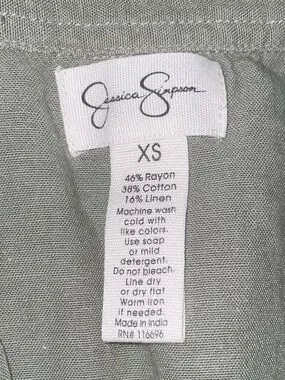 Jessica Simpson
XS
46% Rayon
38% Cotton
16% Linen
Machine wash
cold with
like colors.
Use soap
or mild
detergent.
Do not bleach.
Line dry
or dry flat
Warm iron
if needed.
Made in India
RN# 116696